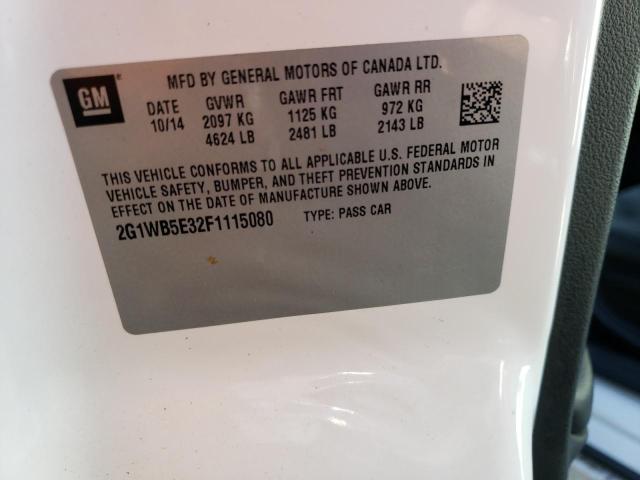 GM
MFD BY GENERAL MOTORS OF CANADA LTD.
DATE GVWR GAWR FRT GAWR RR
10/14 2097 KG 1125 KG 972 KG
4624 LB 2481 LB 2143 LB
THIS VEHICLE CONFORMS TO ALL APPLICABLE U.S. FEDERAL MOTOR
VEHICLE SAFETY, BUMPER, AND THEFT PREVENTION STANDARDS IN
EFFECT ON THE DATE OF MANUFACTURE SHOWN ABOVE.
2G1WB5E32F1115080 TYPE: PASS CAR